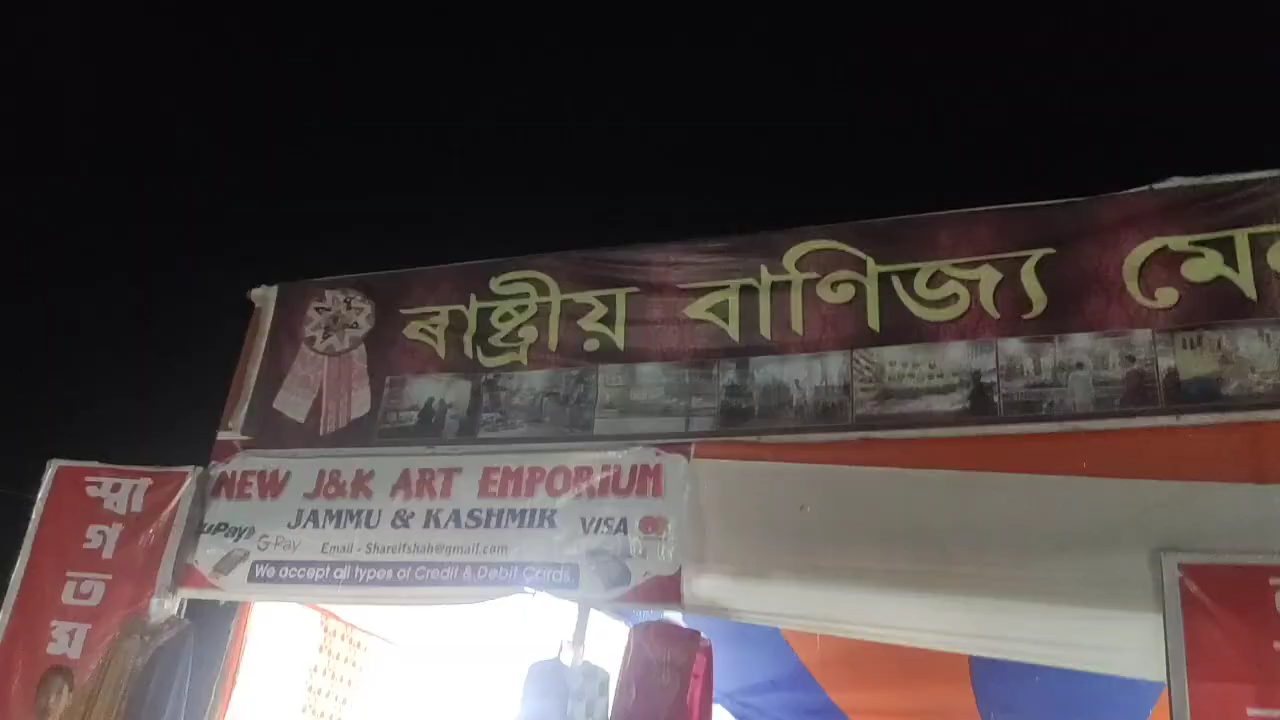 ৰাষ্ট্ৰীয় বাণিজ্য মে
NEW J&K ART EMPORIUM
JAMMU & KASHMIR
VISA
G Pay
Email - Shareifshah@gmail.com
We accept all types of Credit & Debit Cards.
স্বা
গ
ত
ম